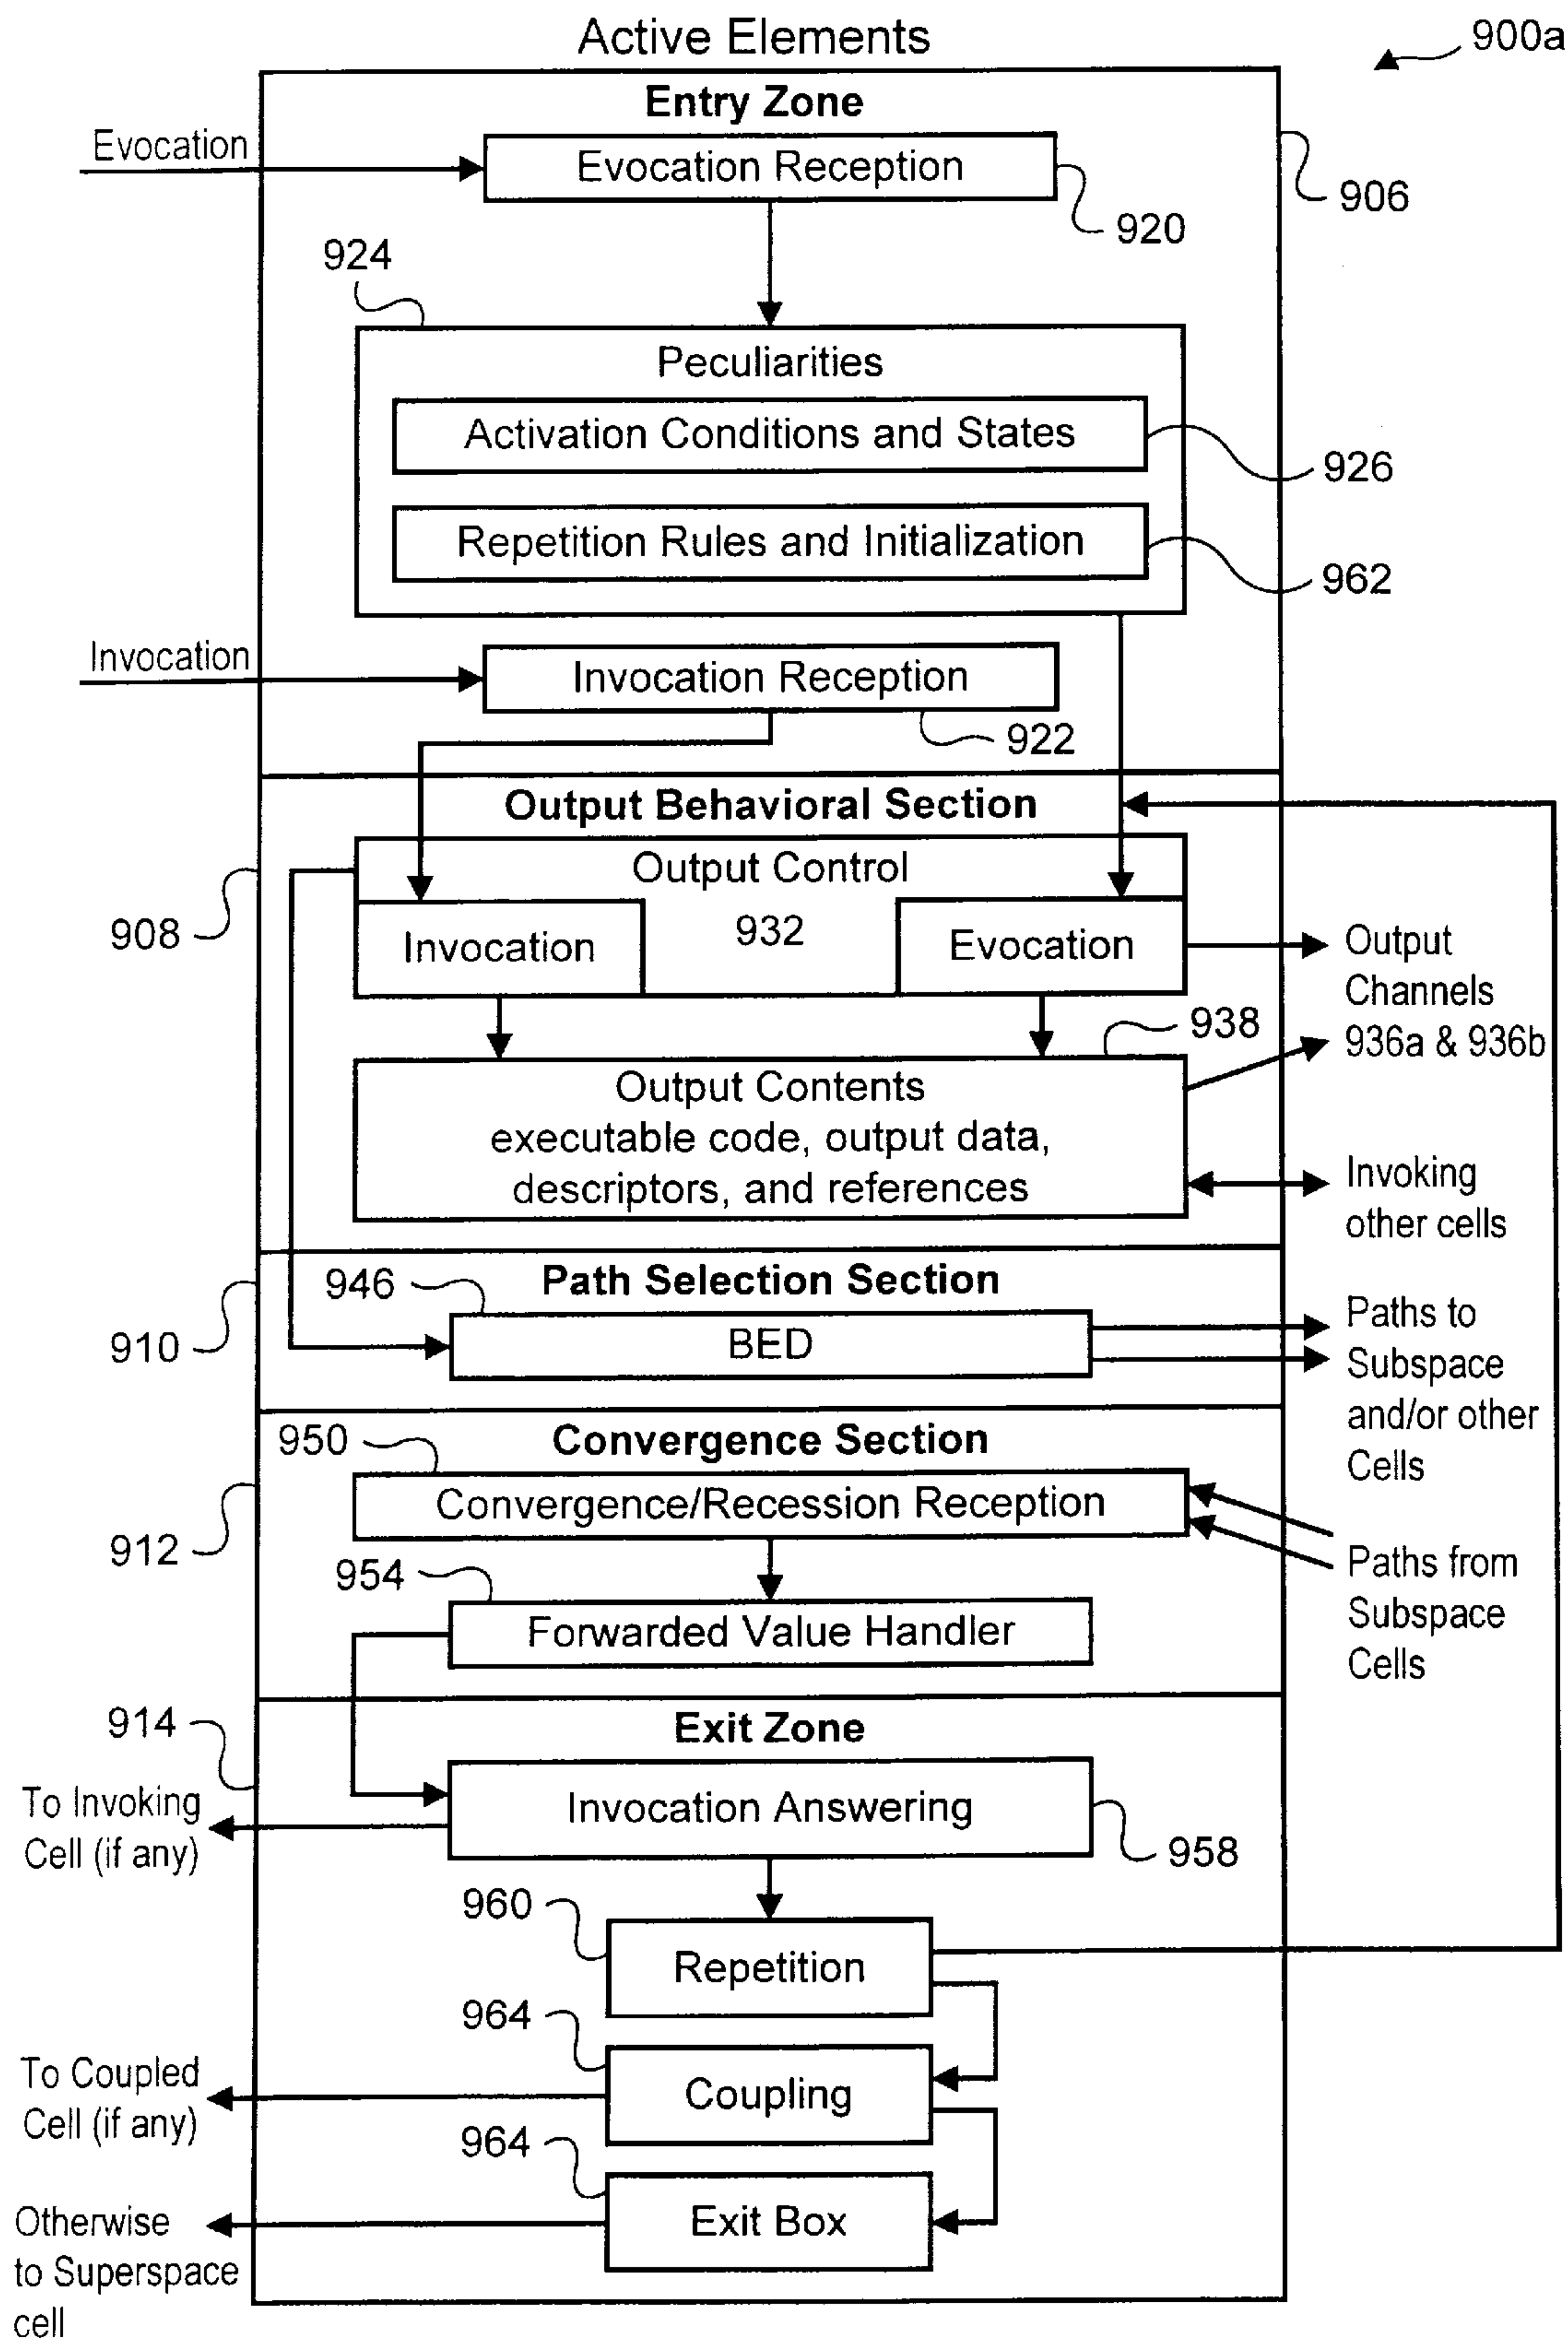 Active Elements
900a
Entry Zone
Evocation
Evocation Reception
906
920
924
Peculiarities
Activation Conditions and States
926
Repetition Rules and Initialization
962
Invocation
Invocation Reception
922
Output Behavioral Section
Output Control
908
Invocation
932
Evocation
Output
Channels
936a & 936b
938
Output Contents
executable code, output data,
descriptors, and references
Invoking
other cells
Path Selection Section
946
BED
910
Paths to
Subspace
and/or other
Cells
Convergence Section
950
Convergence/Recession Reception
912
954
Forwarded Value Handler
Paths from
Subspace
Cells
914
Exit Zone
To Invoking
Cell (if any)
Invocation Answering
958
960
Repetition
964
To Coupled
Cell (if any)
Coupling
964
Exit Box
Otherwise
to Superspace
cell